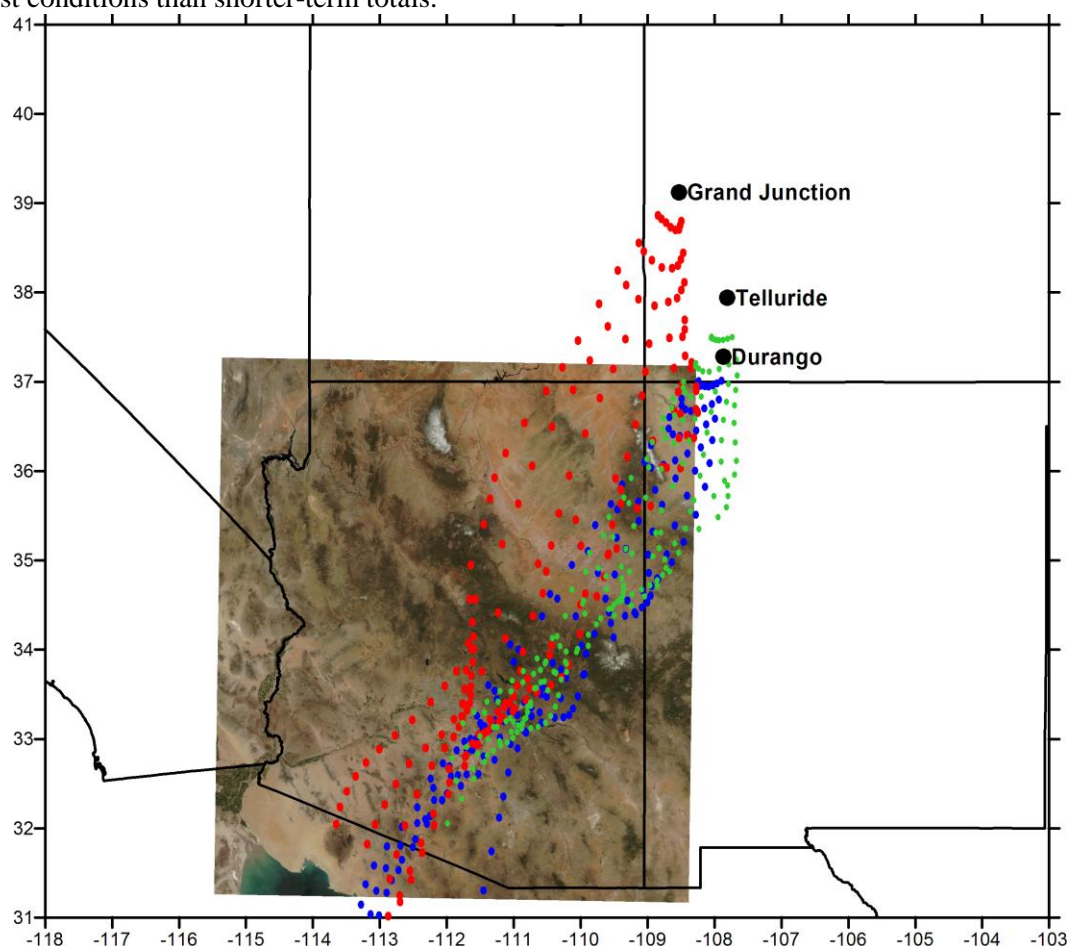 st conditions than shorter-term totals.
41
40
39
38
37
36
35
34
33
32
31
Grand Junction
Telluride
Durango
-118 -117 -116 -115 -114 -113 -112 -111 -110 -109 -108 -107 -106 -105 -104 -103